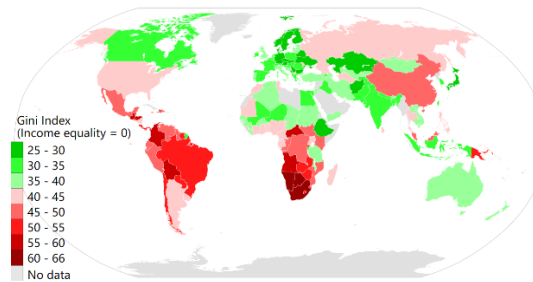 Gini Index
(Income equality = 0)
25 - 30
30 - 35
35 - 40
40 - 45
45 - 50
50 - 55
55 - 60
60 - 66
No data